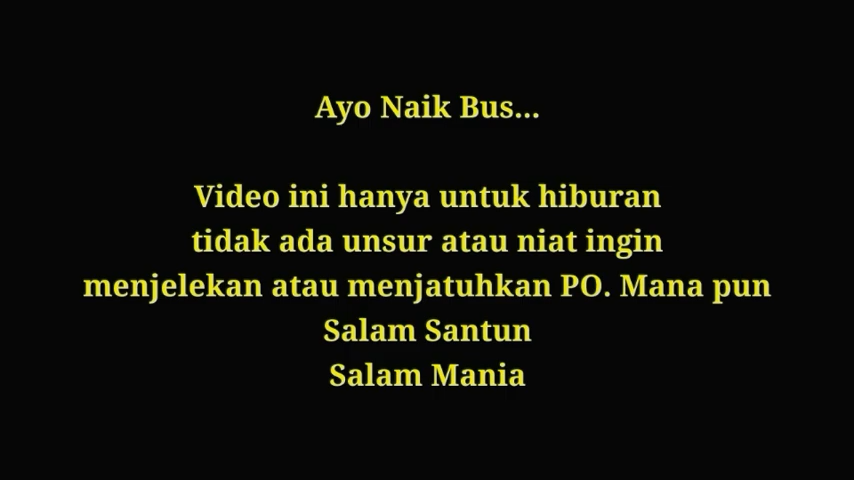 Ayo Naik Bus...
Video ini hanya untuk hiburan
tidak ada unsur atau niat ingin
menjelekan atau menjatuhkan PO. Mana pun
Salam Santun
Salam Mania